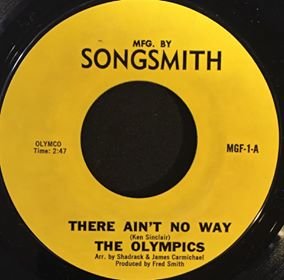 MFG. BY
SONGSMITH
OLYMCO
Time: 2:47
MGF-1-A
THERE AIN'T NO WAY
(Ken Sinclair)
THE OLYMPICS
Arr. by Shadrack & James Carmichael
Produced by Fred Smith